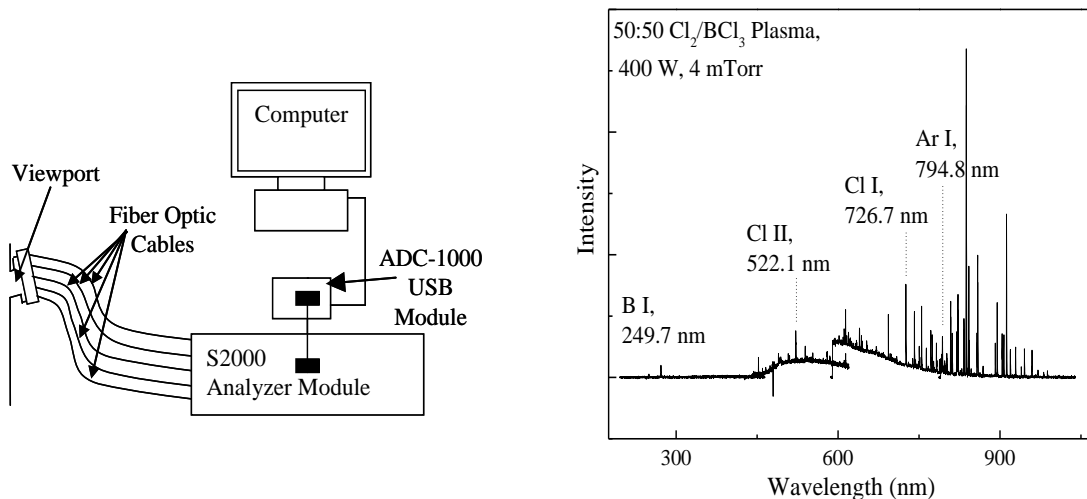 Computer
Viewport
Fiber Optic
Cables
ADC-1000
USB
Module
S2000
Analyzer Module
50:50 Cl₂/BCl₃ Plasma,
400 W, 4 mTorr
Ar I,
794.8 nm
Cl I,
726.7 nm
Cl II,
522.1 nm
B I,
249.7 nm
Intensity
300
600
900
Wavelength (nm)